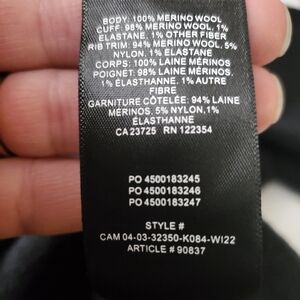 BODY: 100% MERINO WOOL
CUFF: 98% MERINO WOOL, 1%
ELASTANE, 1% OTHER FIBER
RIB TRIM: 94% MERINO WOOL, 5%
NYLON, 1% ELASTANE
CORPS: 100% LAINE MÉRINOS
POIGNET: 98% LAINE MÉRINOS,
1% ÉLASTHANNE, 1% AUTRE
FIBRE
GARNITURE CÔTELÉE: 94% LAINE
MÉRINOS, 5% NYLON, 1%
ÉLASTHANNE
CA 23725 RN 122354
PO 4500183245
PO 4500183246
PO 4500183247
STYLE #
CAM 04-03-32350-K084-WI22
ARTICLE # 90837